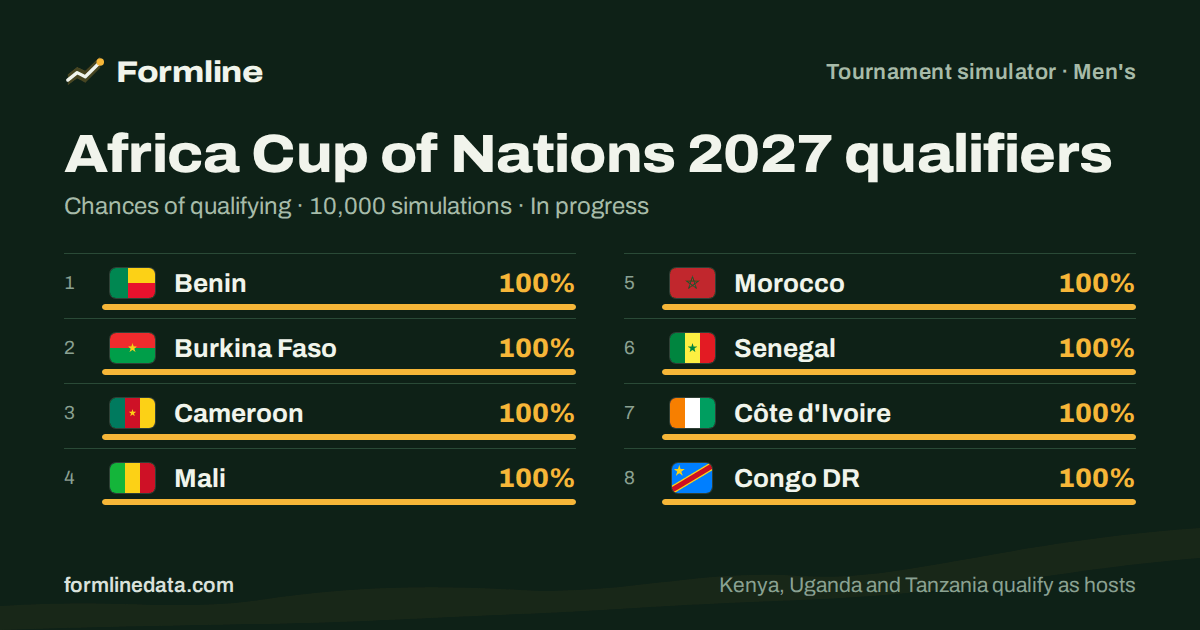 Formline
Tournament simulator · Men's
Africa Cup of Nations 2027 qualifiers
Chances of qualifying · 10,000 simulations · In progress
1 Benin 100%
2 Burkina Faso 100%
3 Cameroon 100%
4 Mali 100%
5 Morocco 100%
6 Senegal 100%
7 Côte d'Ivoire 100%
8 Congo DR 100%
formlinedata.com
Kenya, Uganda and Tanzania qualify as hosts